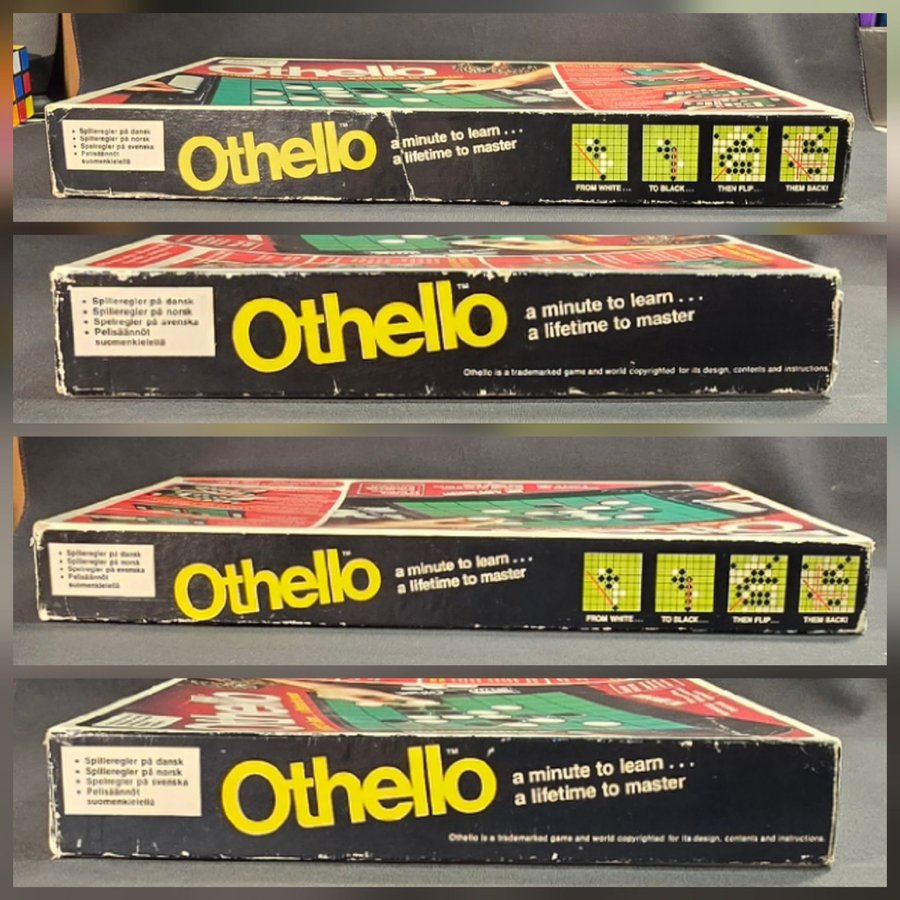 Othello
• Spilleregler på dansk
• Spilleregler på norsk
• Spelregler på svenska
• Pelisäännöt
suomenkielellä
Othello™
a minute to learn...
a lifetime to master
FROM WHITE...
TO BLACK...
THEN FLIP...
THEM BACK!
• Spilleregler på dansk
• Spilleregler på norsk
• Spelregler på svenska
• Pelisäännöt
suomenkielellä
Othello™
a minute to learn...
a lifetime to master
Othello is a trademarked game and world copyrighted for its design, contents and instructions.
• Spilleregler på dansk
• Spilleregler på norsk
• Spelregler på svenska
• Pelisäännöt
suomenkielellä
Othello™
a minute to learn...
a lifetime to master
FROM WHITE...
TO BLACK...
THEN FLIP...
THEM BACK!
Othello
• Spilleregler på dansk
• Spilleregler på norsk
• Spelregler på svenska
• Pelisäännöt
suomenkielellä
Othello™
a minute to learn...
a lifetime to master
Othello is a trademarked game and world copyrighted for its design, contents and instructions.